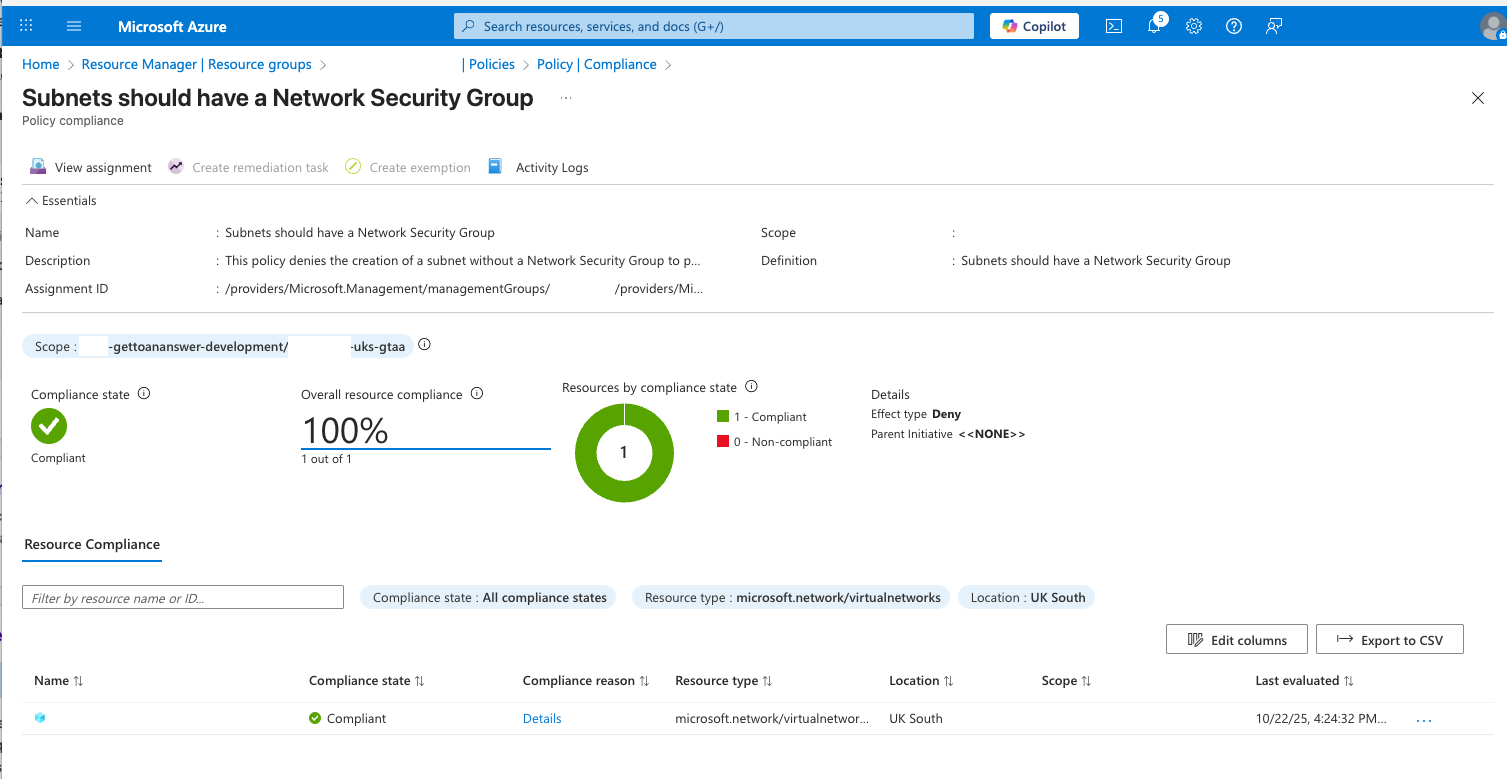 Microsoft Azure
Search resources, services, and docs (G+/)
Copilot
5
Home > Resource Manager | Resource groups > | Policies > Policy | Compliance >
Subnets should have a Network Security Group ...
Policy compliance
View assignment Create remediation task Create exemption Activity Logs
Essentials
Name : Subnets should have a Network Security Group Scope :
Description : This policy denies the creation of a subnet without a Network Security Group to p... Definition : Subnets should have a Network Security Group
Assignment ID : /providers/Microsoft.Management/managementGroups/ /providers/Mi...
Scope : -gettoananswer-development/ -uks-gtaa
Compliance state
Compliant
Overall resource compliance
100%
1 out of 1
Resources by compliance state
1
1 - Compliant
0 - Non-compliant
Details
Effect type Deny
Parent Initiative <<NONE>>
Resource Compliance
Filter by resource name or ID... Compliance state : All compliance states Resource type : microsoft.network/virtualnetworks Location : UK South
Edit columns Export to CSV
Name Compliance state Compliance reason Resource type Location Scope Last evaluated
Compliant Details microsoft.network/virtualnetwor... UK South 10/22/25, 4:24:32 PM... ...